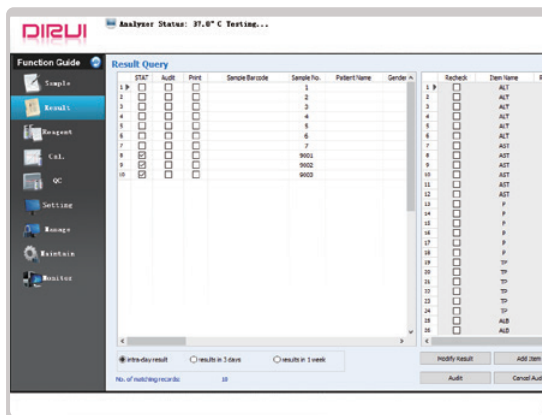 DIRUI
Analyzer Status: 37.0°C Testing...
Function Guide
Sample
Result
Reagent
Cal.
QC
Setting
Manage
Maintain
Monitor
Result Query
STAT Audit Print Sample Barcode Sample No. Patient Name Gender
1 1
2 2
3 3
4 4
5 5
6 6
7 7
8 9001
9 9002
10 9003
Recheck Item Name R
1 ALT
2 ALT
3 ALT
4 ALT
5 ALT
6 ALT
7 AST
8 AST
9 AST
10 AST
11 AST
12 AST
13 P
14 P
15 P
16 P
17 P
18 P
19 TP
20 TP
21 TP
22 TP
23 TP
24 TP
25 ALB
26 ALB
intra-day result results in 3 days results in 1 week
No. of matching records: 10
Modify Result Add Item
Audit Cancel Aud